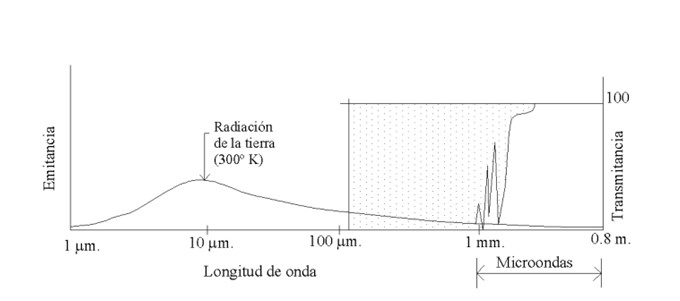 Emitancia
Radiación
de la tierra
(300º K)
100
Transmitancia
1 µm.
10 µm.
100 µm.
1 mm.
0.8 m.
Longitud de onda
Microondas